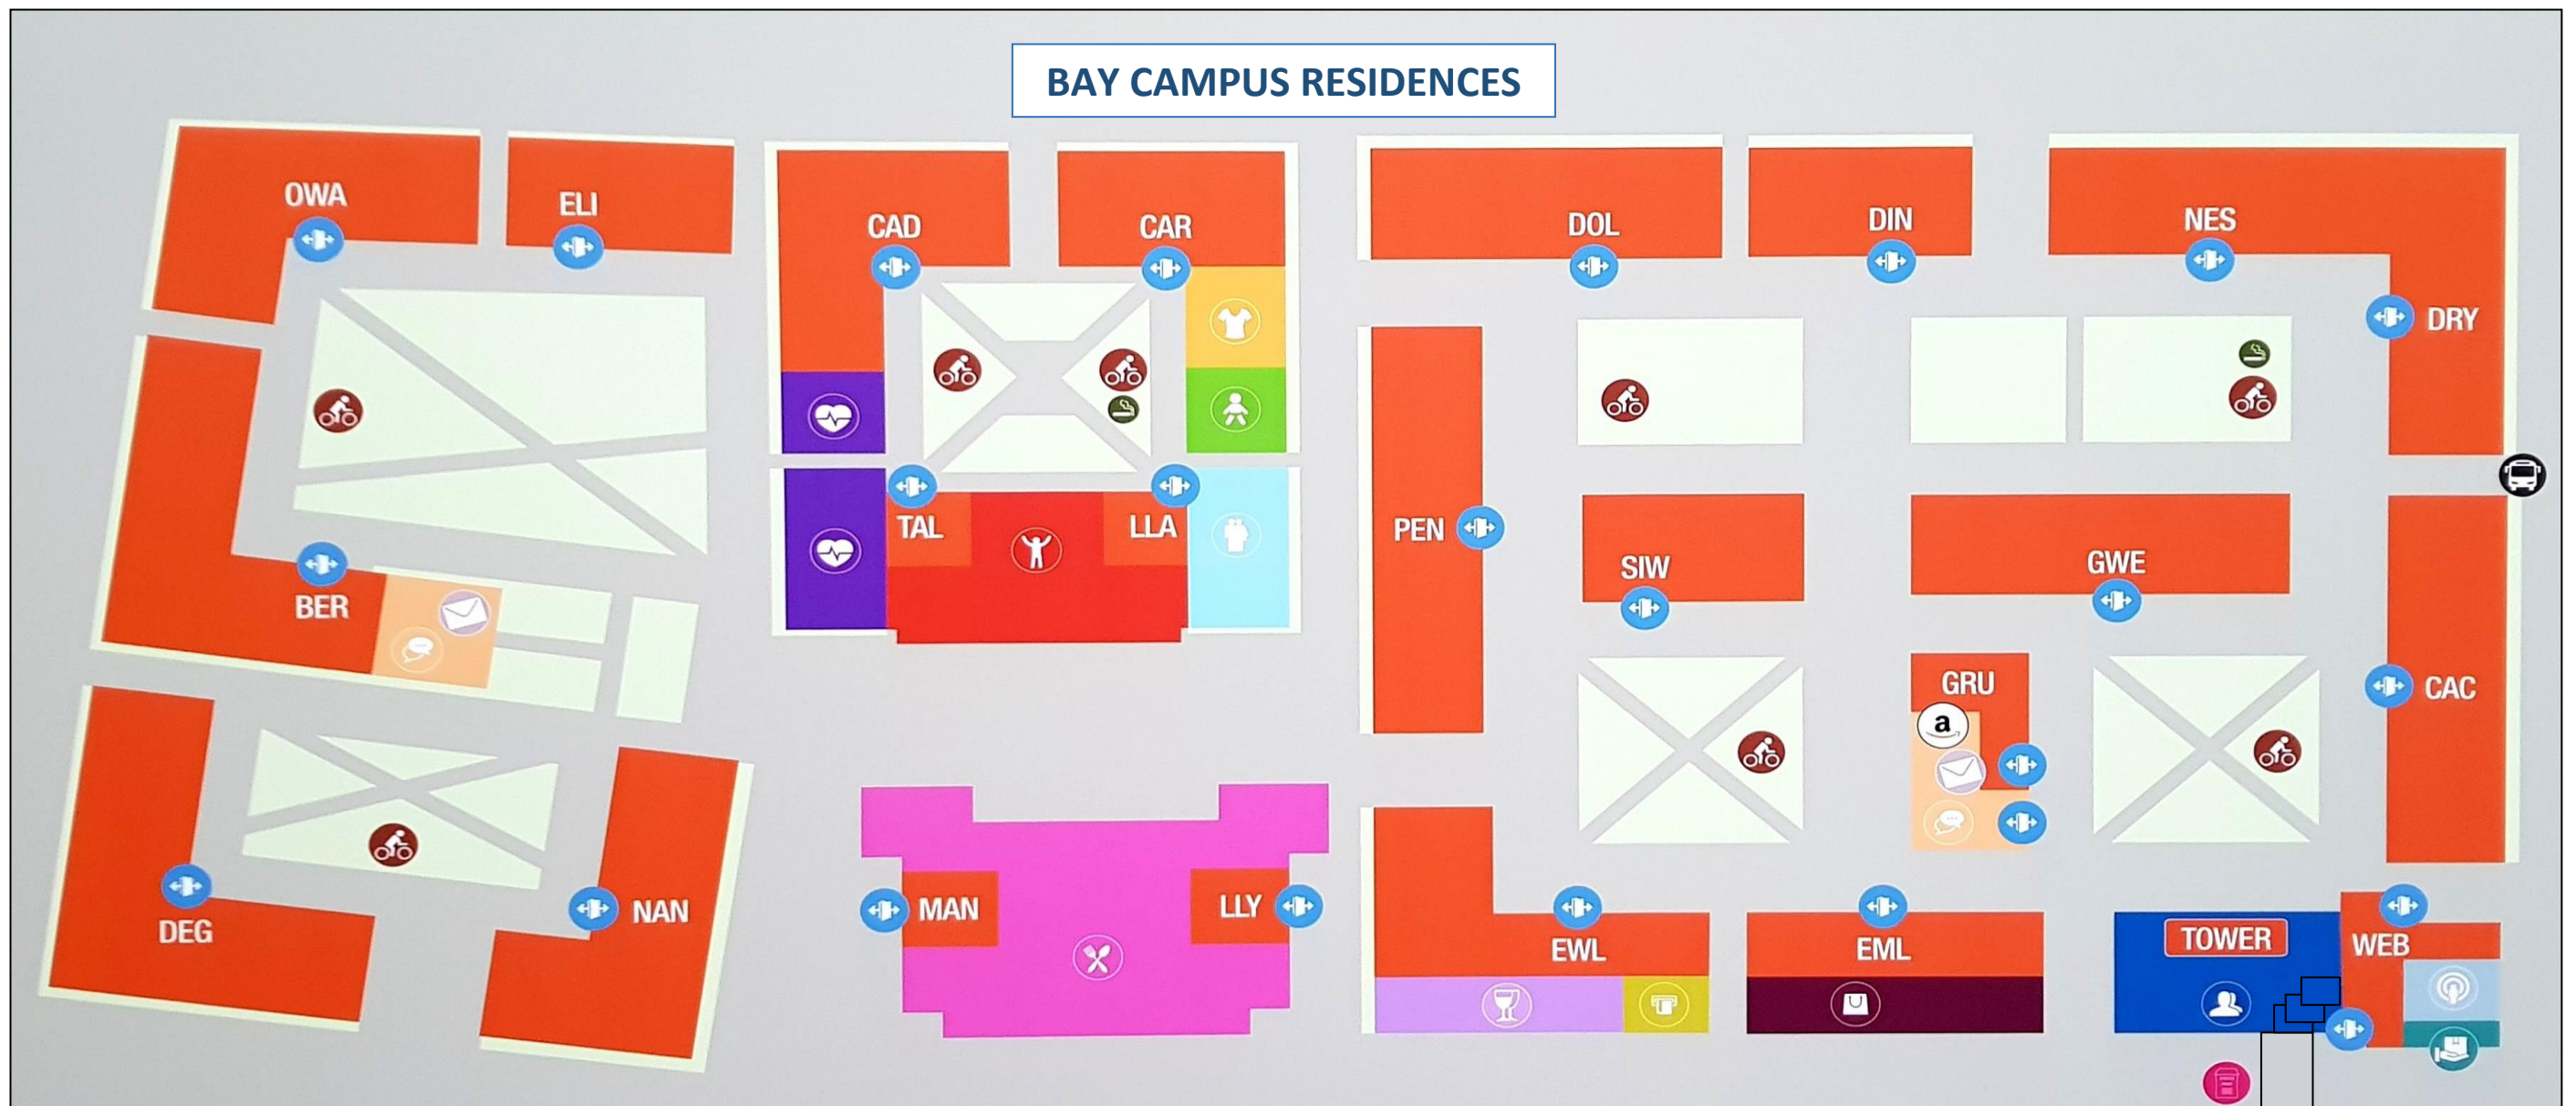 BAY CAMPUS RESIDENCES
OWA
ELI
CAD
CAR
DOL
DIN
NES
DRY
PEN
TAL
LLA
SIW
GWE
BER
GRU
a
CAC
DEG
NAN
MAN
LLY
EWL
EML
TOWER
WEB